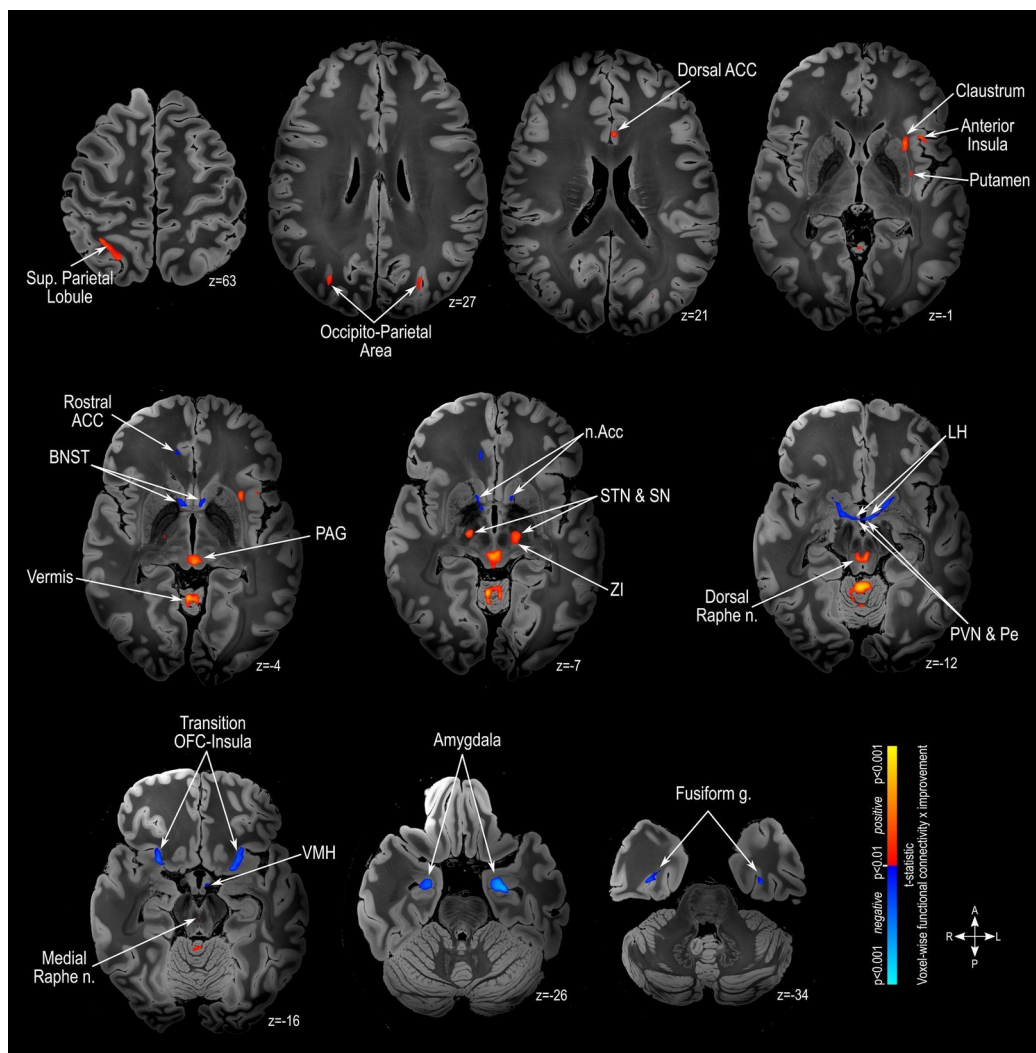 Dorsal ACC
Claustrum
Anterior
Insula
Putamen
Sup. Parietal
Lobule
z=63
Occipito-Parietal
Area
z=27
z=21
z=-1
Rostral
ACC
BNST
PAG
Vermis
z=-4
n.Acc
STN & SN
ZI
z=-7
LH
Dorsal
Raphe n.
PVN & Pe
z=-12
Transition
OFC-Insula
VMH
Medial
Raphe n.
z=-16
Amygdala
z=-26
Fusiform g.
z=-34
p<0.001 negative p<0.01 positive p<0.001
t-statistic
Voxel-wise functional connectivity x improvement
A
R L
P